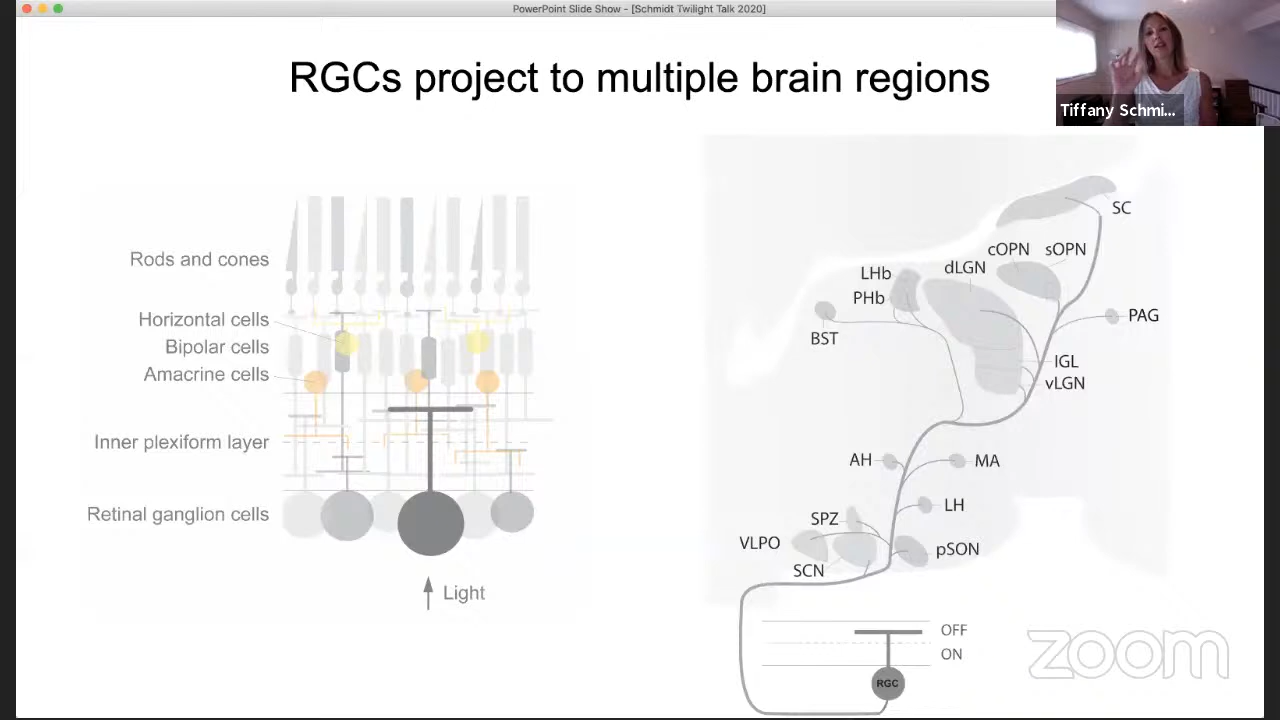 PowerPoint Slide Show - [Schmidt Twilight Talk 2020]
RGCs project to multiple brain regions
Tiffany Schmi...
Rods and cones
Horizontal cells
Bipolar cells
Amacrine cells
Inner plexiform layer
Retinal ganglion cells
Light
SC
cOPN
sOPN
dLGN
LHb
PHb
BST
PAG
IGL
vLGN
AH
MA
LH
SPZ
VLPO
pSON
SCN
OFF
ON
RGC
zoom